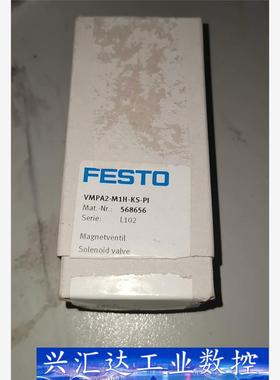 FESTO
VMPA2-M1H-KS-PI
Mat.-Nr.: 568656
Serie: L102
Magnetventil
Solenoid valve
兴汇达工业数控